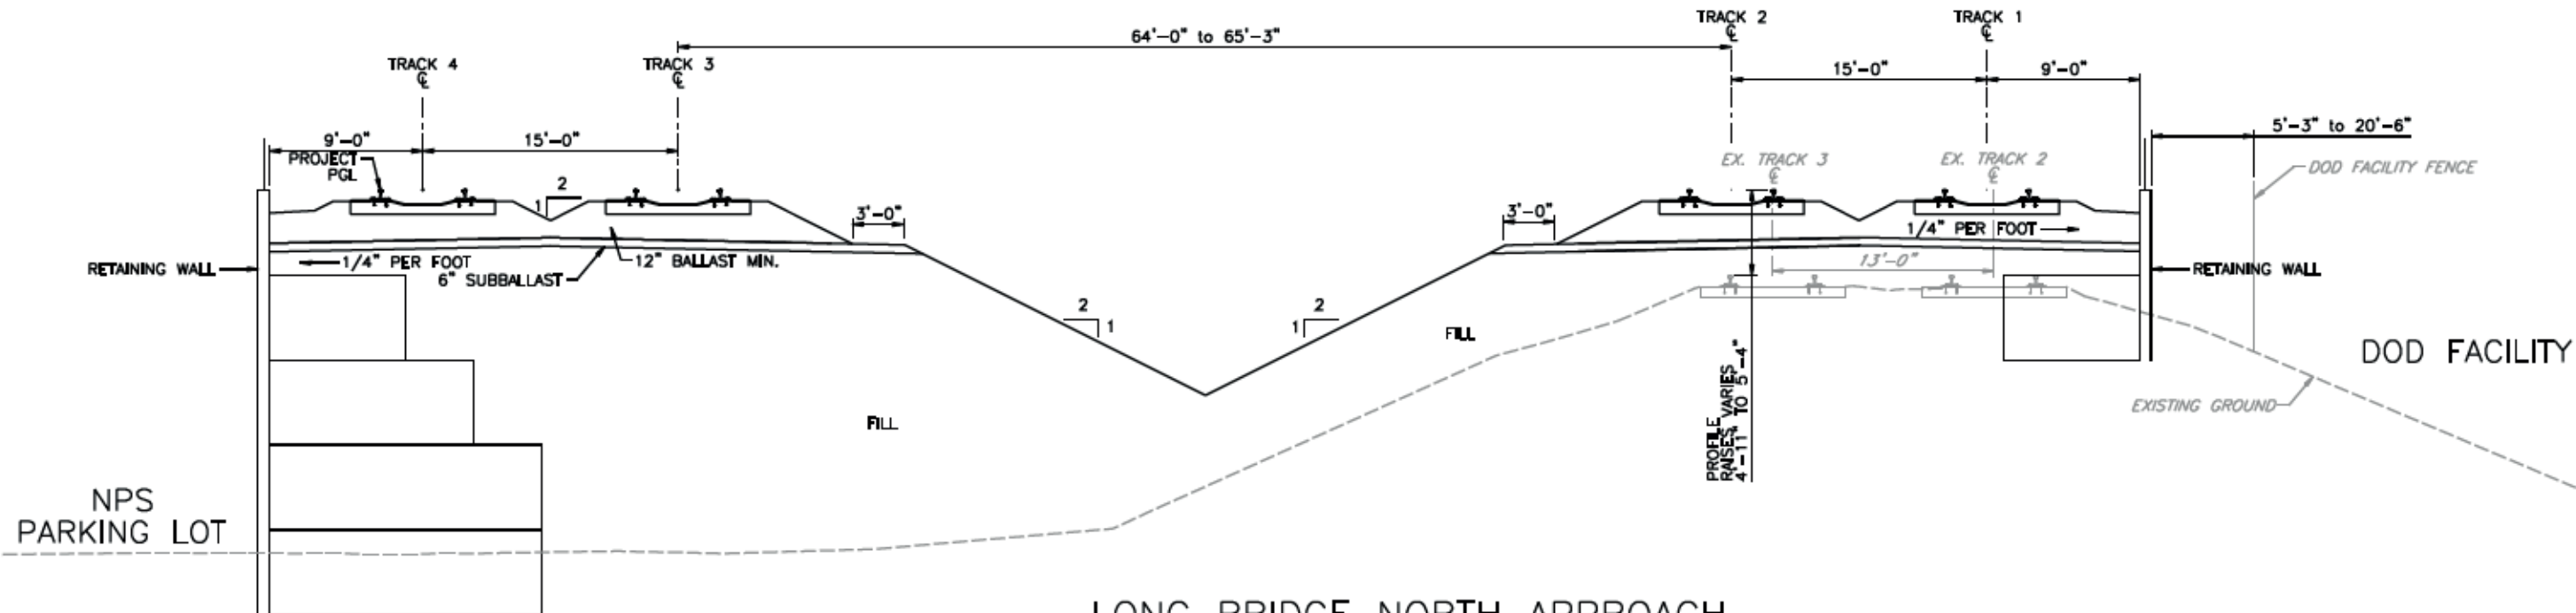 TRACK 2
℄
TRACK 1
℄
64'-0" to 65'-3"
TRACK 4
℄
TRACK 3
℄
15'-0"
9'-0"
9'-0"
15'-0"
5'-3" to 20'-6"
PROJECT
PGL
EX. TRACK 3
℄
EX. TRACK 2
℄
DOD FACILITY FENCE
2
1
3'-0"
3'-0"
1/4" PER FOOT
RETAINING WALL
1/4" PER FOOT
6" SUBBALLAST
12" BALLAST MIN.
13'-0"
RETAINING WALL
2
1
2
1
FILL
FILL
PROFILE
RAISES VARIES
4'-11" TO 5'-4"
DOD FACILITY
EXISTING GROUND
NPS
PARKING LOT
LONG BRIDGE NORTH APPROACH